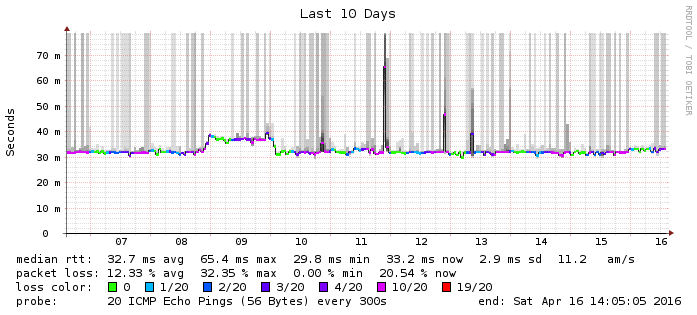 Last 10 Days
RRDTOOL / TOBI OETIKER
Seconds
70 m
60 m
50 m
40 m
30 m
20 m
10 m
0
07 08 09 10 11 12 13 14 15 16
median rtt: 32.7 ms avg 65.4 ms max 29.8 ms min 33.2 ms now 2.9 ms sd 11.2 am/s
packet loss: 12.33 % avg 32.35 % max 0.00 % min 20.54 % now
loss color: 0 1/20 2/20 3/20 4/20 10/20 19/20
probe: 20 ICMP Echo Pings (56 Bytes) every 300s end: Sat Apr 16 14:05:05 2016